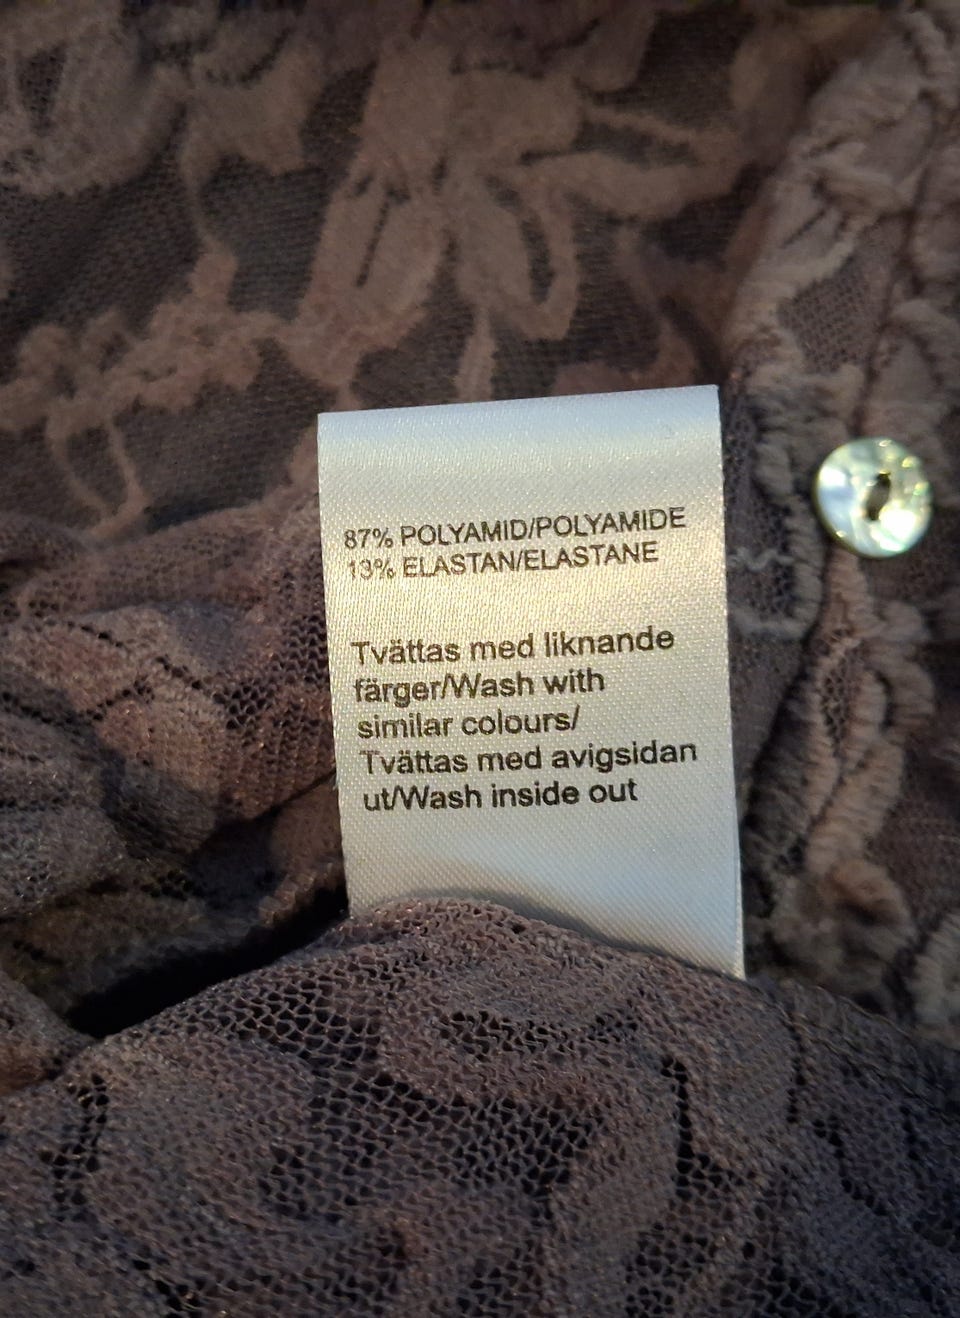 87% POLYAMID/POLYAMIDE
13% ELASTAN/ELASTANE
Tvättas med liknande
färger/Wash with
similar colours/
Tvättas med avigsidan
ut/Wash inside out